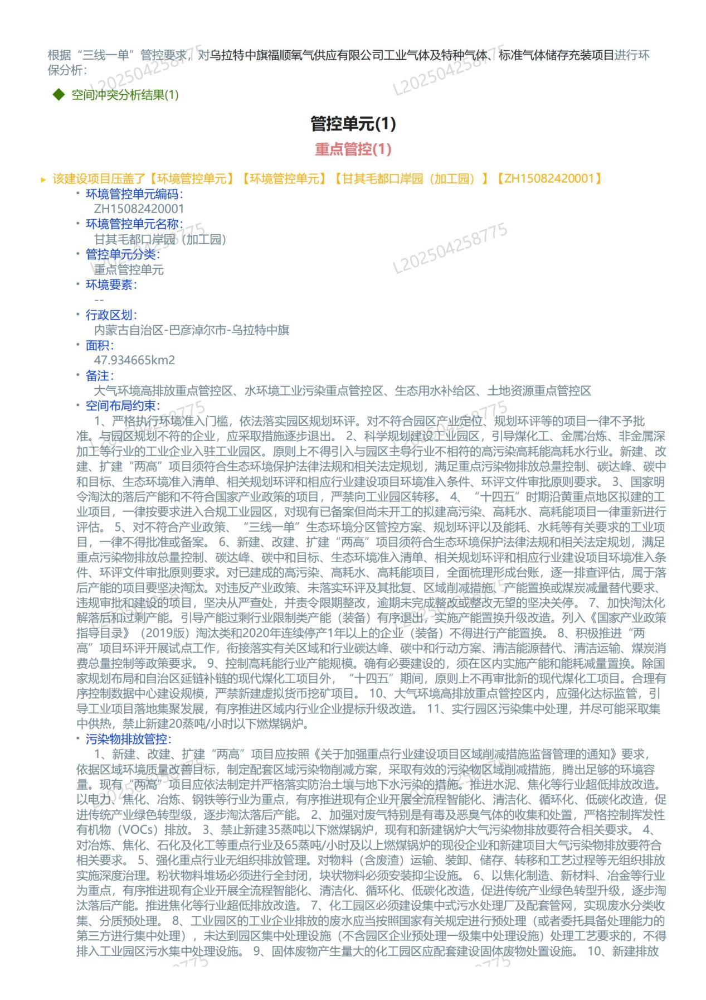 根据“三线一单”管控要求，对乌拉特中旗福顺氧气供应有限公司工业气体及特种气体、标准气体储存充装项目进行环
保分析：
◆ 空间冲突分析结果(1)
管控单元(1)
重点管控(1)
► 该建设项目压盖了【环境管控单元】【环境管控单元】【甘其毛都口岸园（加工园）】【ZH15082420001】
• 环境管控单元编码：
ZH15082420001
• 环境管控单元名称：
甘其毛都口岸园（加工园）
• 管控单元分类：
重点管控单元
• 环境要素：
--
• 行政区划：
内蒙古自治区-巴彦淖尔市-乌拉特中旗
• 面积：
47.934665km2
• 备注：
大气环境高排放重点管控区、水环境工业污染重点管控区、生态用水补给区、土地资源重点管控区
• 空间布局约束：
1、严格执行环境准入门槛，依法落实园区规划环评。对不符合园区产业定位、规划环评等的项目一律不予批
准。与园区规划不符的企业，应采取措施逐步退出。 2、科学规划建设工业园区，引导煤化工、金属冶炼、非金属深
加工等行业的工业企业入驻工业园区。原则上不得引入与园区主导行业不相符的高污染高耗能高耗水行业。新建、改
建、扩建“两高”项目须符合生态环境保护法律法规和相关法定规划，满足重点污染物排放总量控制、碳达峰、碳中
和目标、生态环境准入清单、相关规划环评和相应行业建设项目环境准入条件、环评文件审批原则要求。 3、国家明
令淘汰的落后产能和不符合国家产业政策的项目，严禁向工业园区转移。 4、“十四五”时期沿黄重点地区拟建的工
业项目，一律按要求进入合规工业园区，对现有已备案但尚未开工的拟建高污染、高耗水、高耗能项目一律重新进行
评估。 5、对不符合产业政策、“三线一单”生态环境分区管控方案、规划环评以及能耗、水耗等有关要求的工业项
目，一律不得批准或备案。 6、新建、改建、扩建“两高”项目须符合生态环境保护法律法规和相关法定规划，满足
重点污染物排放总量控制、碳达峰、碳中和目标、生态环境准入清单、相关规划环评和相应行业建设项目环境准入条
件、环评文件审批原则要求。对已建成的高污染、高耗水、高耗能项目，全面梳理形成台账，逐一排查评估，属于落
后产能的项目要坚决淘汰。对违反产业政策、未落实环评及其批复、区域削减措施、产能置换或煤炭减量替代要求、
违规审批和建设的项目，坚决从严查处，并责令限期整改，逾期未完成整改或整改无望的坚决关停。 7、加快淘汰化
解落后和过剩产能。引导产能过剩行业限制类产能（装备）有序退出，实施产能置换升级改造。列入《国家产业政策
指导目录》（2019版）淘汰类和2020年连续停产1年以上的企业（装备）不得进行产能置换。 8、积极推进“两
高”项目环评开展试点工作，衔接落实有关区域和行业碳达峰、碳中和行动方案、清洁能源替代、清洁运输、煤炭消
费总量控制等政策要求。 9、控制高耗能行业产能规模。确有必要建设的，须在区内实施产能和能耗减量置换。除国
家规划布局和自治区延链补链的现代煤化工项目外，“十四五”期间，原则上不再审批新的现代煤化工项目。合理有
序控制数据中心建设规模，严禁新建虚拟货币挖矿项目。 10、大气环境高排放重点管控区内，应强化达标监管，引
导工业项目落地集聚发展，有序推进区域内行业企业提标升级改造。 11、实行园区污染集中处理，并尽可能采取集
中供热，禁止新建20蒸吨/小时以下燃煤锅炉。
• 污染物排放管控：
1、新建、改建、扩建“两高”项目应按照《关于加强重点行业建设项目区域削减措施监督管理的通知》要求，
依据区域环境质量改善目标，制定配套区域污染物削减方案，采取有效的污染物区域削减措施，腾出足够的环境容
量。现有“两高”项目应依法制定并严格落实防治土壤与地下水污染的措施。推进水泥、焦化等行业超低排放改造。
以电力、焦化、冶炼、钢铁等行业为重点，有序推进现有企业开展全流程智能化、清洁化、循环化、低碳化改造，促
进传统产业绿色转型级，逐步淘汰落后产能。 2、加强对废气特别是有毒及恶臭气体的收集和处置，严格控制挥发性
有机物（VOCs）排放。 3、禁止新建35蒸吨以下燃煤锅炉，现有和新建锅炉大气污染物排放要符合相关要求。 4、
对冶炼、焦化、石化及化工等重点行业及65蒸吨/小时及以上燃煤锅炉的现役企业和新建项目大气污染物排放要符合
相关要求。 5、强化重点行业无组织排放管理。对物料（含废渣）运输、装卸、储存、转移和工艺过程等无组织排放
实施深度治理。粉状物料堆场必须进行全封闭，块状物料必须安装抑尘设施。 6、以焦化制造、新材料、冶金等行业
为重点，有序推进现有企业开展全流程智能化、清洁化、循环化、低碳化改造，促进传统产业绿色转型升级，逐步淘
汰落后产能。推进焦化等行业超低排放改造。 7、化工园区必须建设集中式污水处理厂及配套管网，实现废水分类收
集、分质预处理。 8、工业园区的工业企业排放的废水应当按照国家有关规定进行预处理（或者委托具备处理能力的
第三方进行集中处理），未达到园区集中处理设施（不含园区企业预处理一级集中处理设施）处理工艺要求的，不得
排入工业园区污水集中处理设施。 9、固体废物产生量大的化工园区应配套建设固体废物处置设施。 10、新建排放
L202504258775
L202504258775
L202504258775
L202504258775
L202504258775
L202504258775
L202504258775
L202504258775
L202504258775
L202504258775